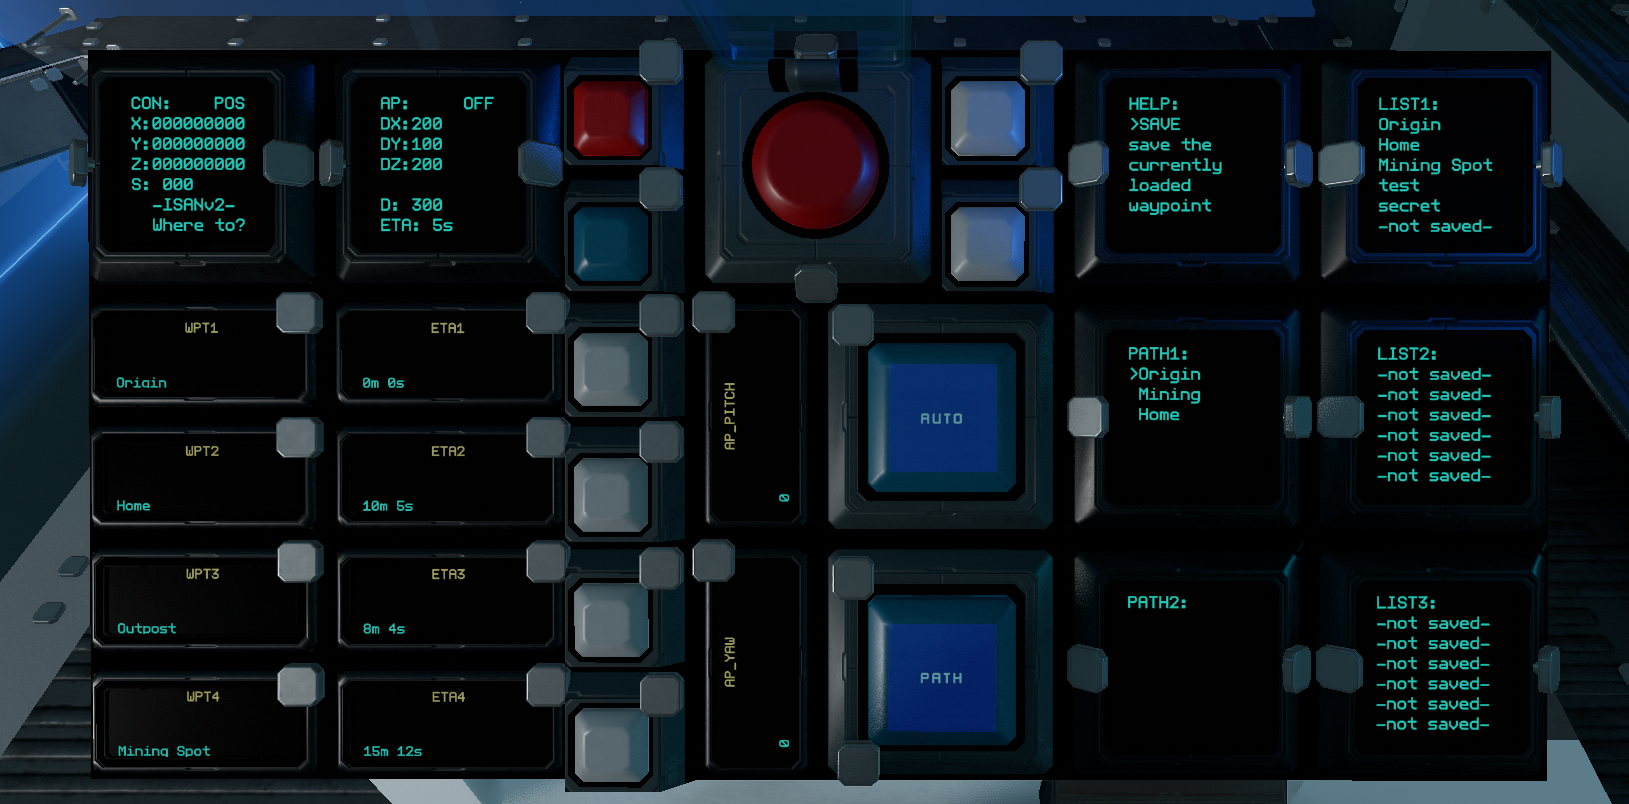 CON: POS
X:000000000
Y:000000000
Z:000000000
S: 000
-ISANv2-
Where to?
AP: OFF
DX:200
DY:100
DZ:200
D: 300
ETA: 5s
HELP:
>SAVE
save the
currently
loaded
waypoint
LIST1:
Origin
Home
Mining Spot
test
secret
-not saved-
WPT1
Origin
ETA1
0m 0s
WPT2
Home
ETA2
10m 5s
WPT3
Outpost
ETA3
8m 4s
WPT4
Mining Spot
ETA4
15m 12s
AP_PITCH
0
AUTO
AP_YAW
0
PATH
PATH1:
>Origin
Mining
Home
LIST2:
-not saved-
-not saved-
-not saved-
-not saved-
-not saved-
-not saved-
PATH2:
LIST3:
-not saved-
-not saved-
-not saved-
-not saved-
-not saved-
-not saved-